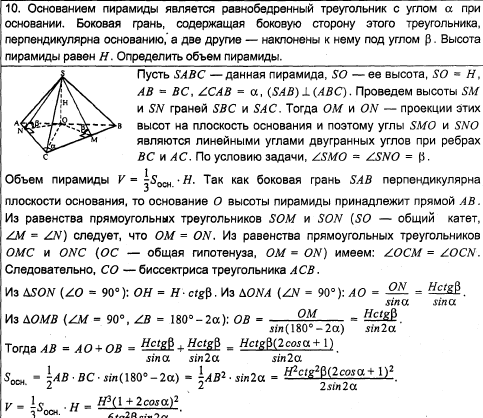 10. Основанием пирамиды является равнобедренный треугольник с углом α при
основании. Боковая грань, содержащая боковую сторону этого треугольника,
перпендикулярна основанию, а две другие — наклонены к нему под углом β. Высота
пирамиды равен H. Определить объем пирамиды.
S
H
A
N
O
B
M
C
α
β
Пусть SABC — данная пирамида, SO — ее высота, SO = H,
AB = BC, ∠CAB = α, (SAB)⊥(ABC). Проведем высоты SM
и SN граней SBC и SAC. Тогда OM и ON — проекции этих
высот на плоскость основания и поэтому углы SMO и SNO
являются линейными углами двугранных углов при ребрах
BC и AC. По условию задачи, ∠SMO = ∠SNO = β.
Объем пирамиды V = 1/3 Sосн. · H. Так как боковая грань SAB перпендикулярна
плоскости основания, то основание O высоты пирамиды принадлежит прямой AB.
Из равенства прямоугольных треугольников SOM и SON (SO — общий катет,
∠M = ∠N) следует, что OM = ON. Из равенства прямоугольных треугольников
OMC и ONC (OC — общая гипотенуза, OM = ON) имеем: ∠OCM = ∠OCN.
Следовательно, CO — биссектриса треугольника ACB.
Из ΔSON (∠O = 90°): OH = H · ctgβ. Из ΔONA (∠N = 90°): AO = ON/sinα = Hctgβ/sinα.
Из ΔOMB (∠M = 90°, ∠B = 180°–2α): OB = OM/sin(180°–2α) = Hctgβ/sin2α.
Тогда AB = AO + OB = Hctgβ/sinα + Hctgβ/sin2α = Hctgβ(2cosα + 1)/sin2α.
Sосн. = 1/2 AB · BC · sin(180°–2α) = 1/2 AB² · sin2α = H²ctg²β(2cosα + 1)²/2sin2α.
V = 1/3 Sосн. · H = H³(1 + 2cosα)²/6tg²β sin2α.